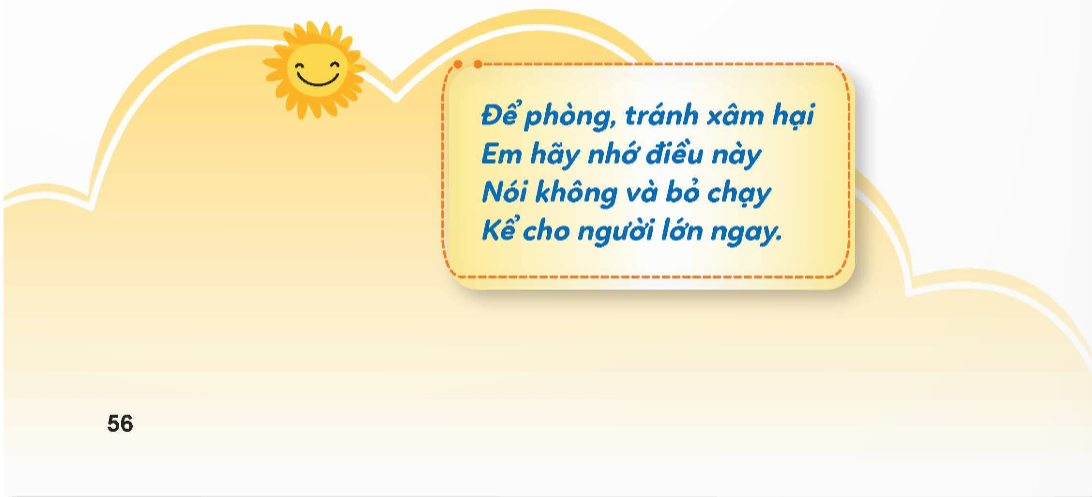 Để phòng, tránh xâm hại
Em hãy nhớ điều này
Nói không và bỏ chạy
Kể cho người lớn ngay.
56